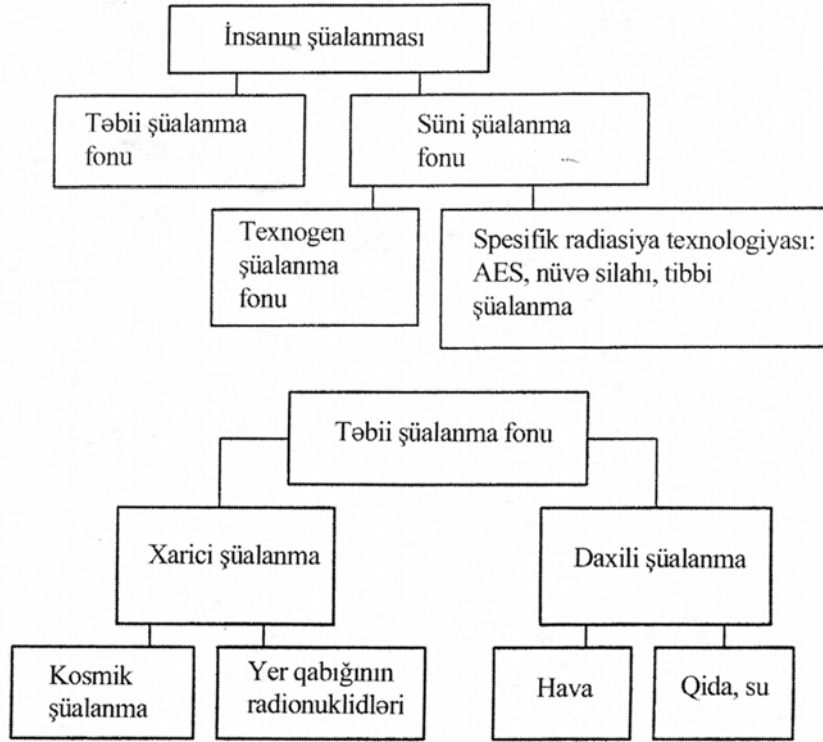 İnsanın şüalanması
Təbii şüalanma
fonu
Süni şüalanma
fonu
Texnogen
şüalanma
fonu
Spesifik radiasiya texnologiyası:
AES, nüvə silahı, tibbi
şüalanma
Təbii şüalanma fonu
Xarici şüalanma
Daxili şüalanma
Kosmik
şüalanma
Yer qabığının
radionuklidləri
Hava
Qida, su